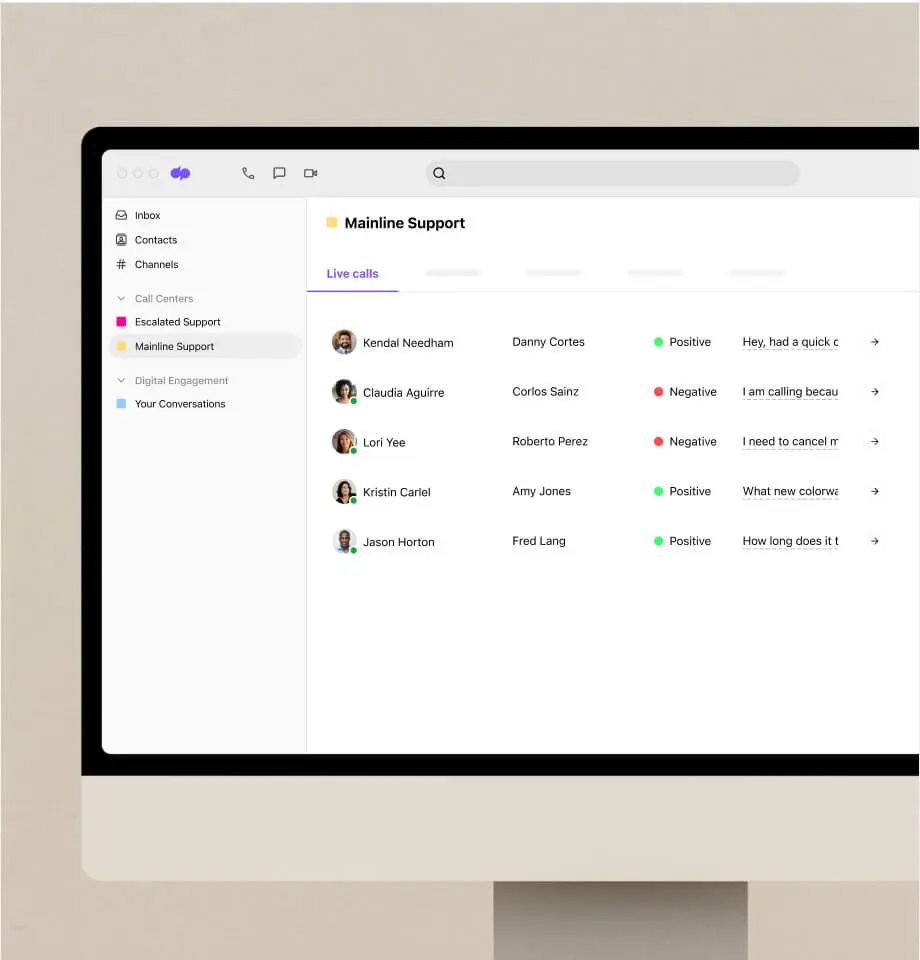 Inbox
Contacts
Channels
Call Centers
Escalated Support
Mainline Support
Digital Engagement
Your Conversations
Mainline Support
Live calls
Kendal Needham Danny Cortes Positive Hey, had a quick
Claudia Aguirre Corlos Sainz Negative I am calling becau
Lori Yee Roberto Perez Negative I need to cancel
Kristin Carlel Amy Jones Positive What new colorwa
Jason Horton Fred Lang Positive How long does it t